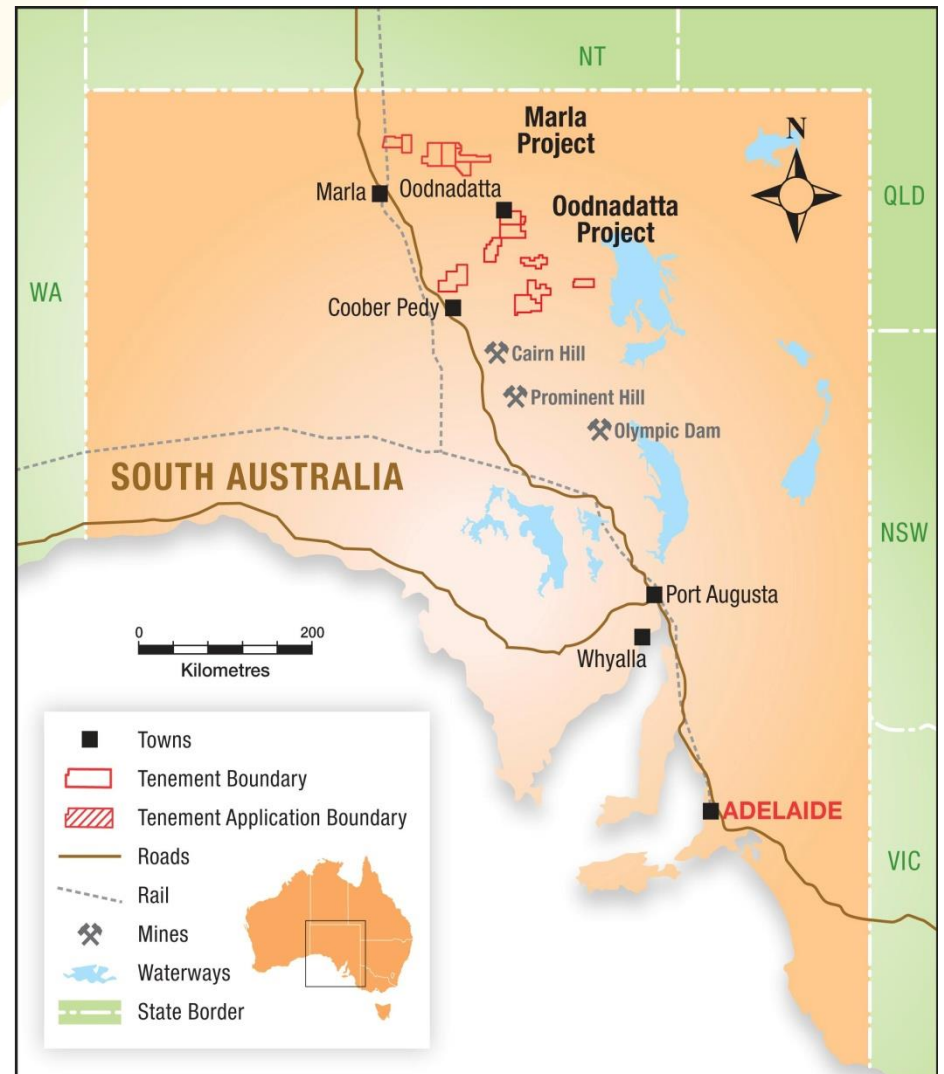 NT
Marla
Project
N
Marla
Oodnadatta
QLD
Oodnadatta
Project
WA
Coober Pedy
Cairn Hill
Prominent Hill
Olympic Dam
SOUTH AUSTRALIA
NSW
Port Augusta
0 200
Kilometres
Whyalla
Towns
Tenement Boundary
Tenement Application Boundary
Roads
Rail
Mines
Waterways
State Border
ADELAIDE
VIC